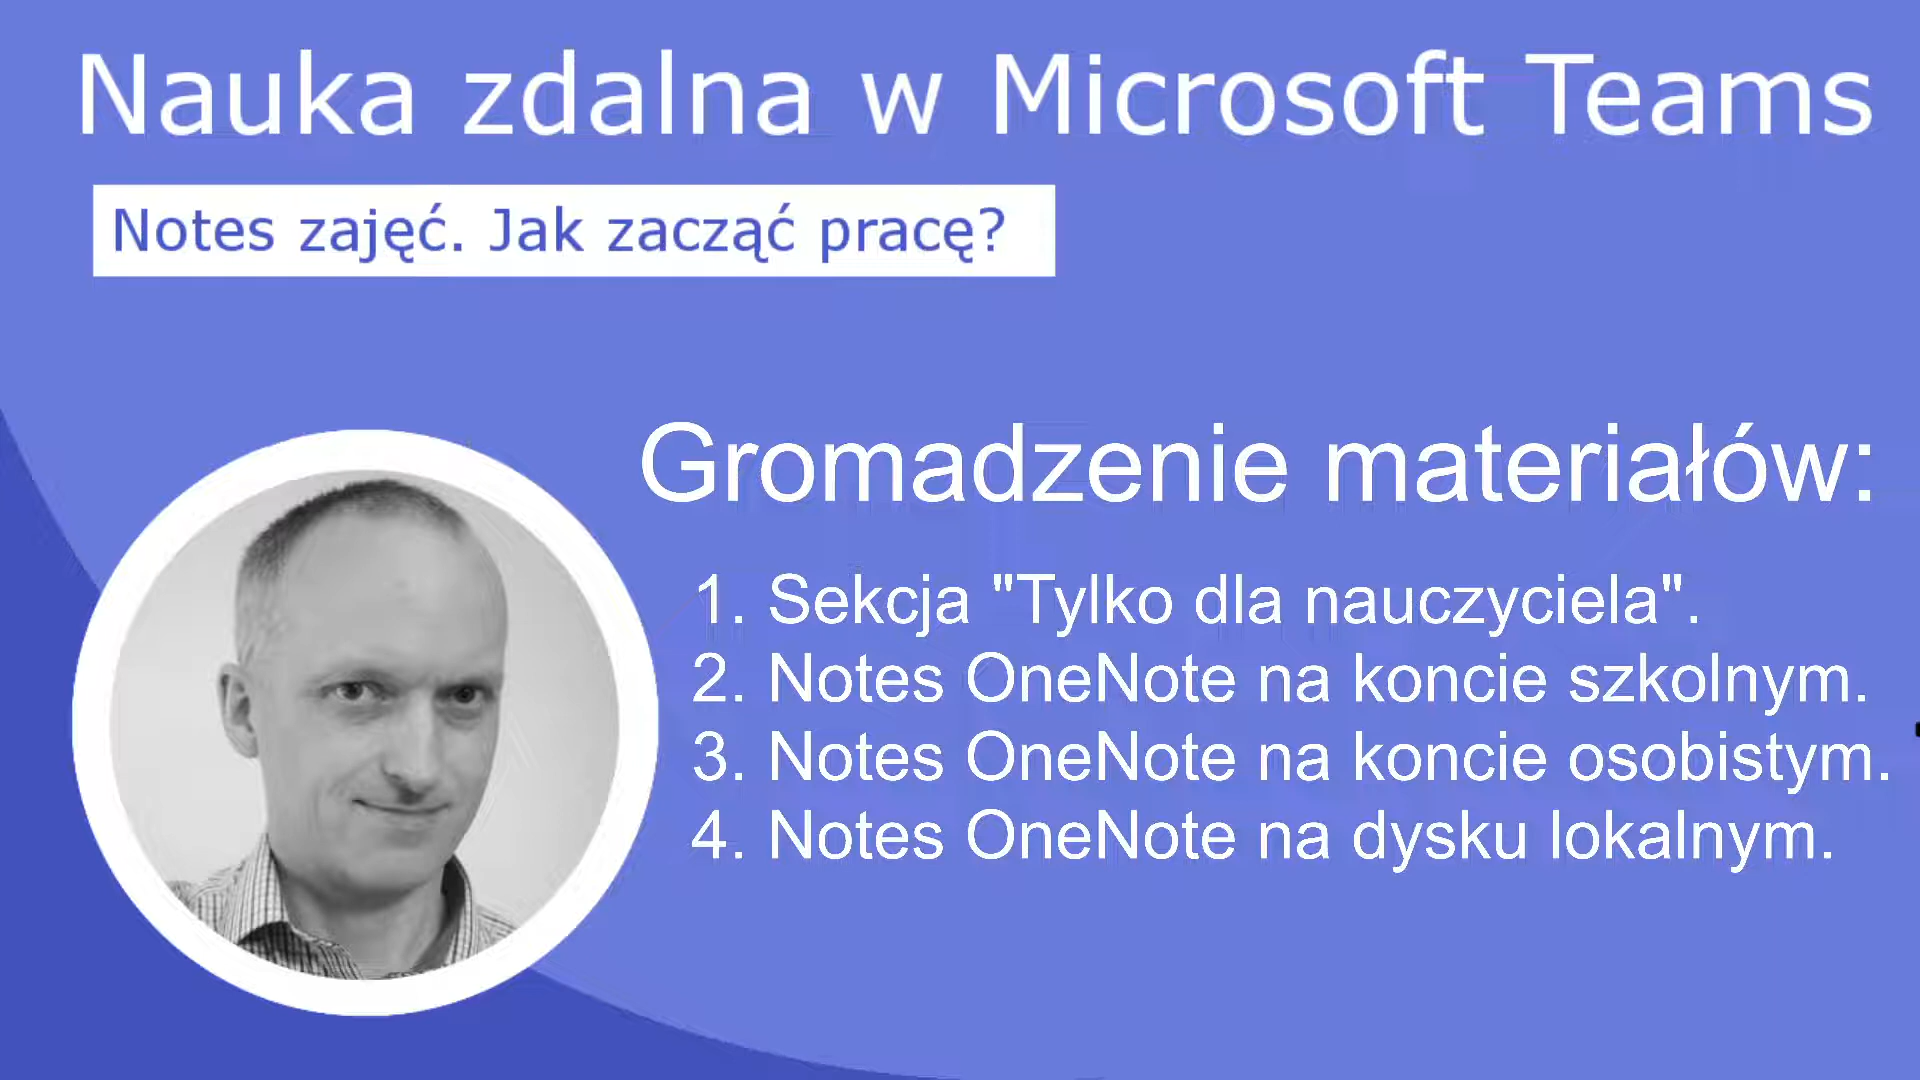 Nauka zdalna w Microsoft Teams
Notes zajęć. Jak zacząć pracę?
Gromadzenie materiałów:
1. Sekcja "Tylko dla nauczyciela".
2. Notes OneNote na koncie szkolnym.
3. Notes OneNote na koncie osobistym.
4. Notes OneNote na dysku lokalnym.